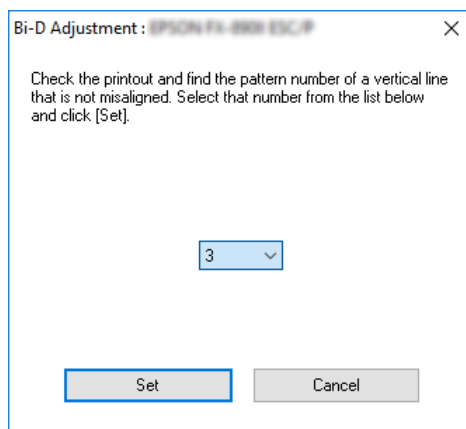 Bi-D Adjustment :
Check the printout and find the pattern number of a vertical line
that is not misaligned. Select that number from the list below
and click [Set].
3
Set
Cancel